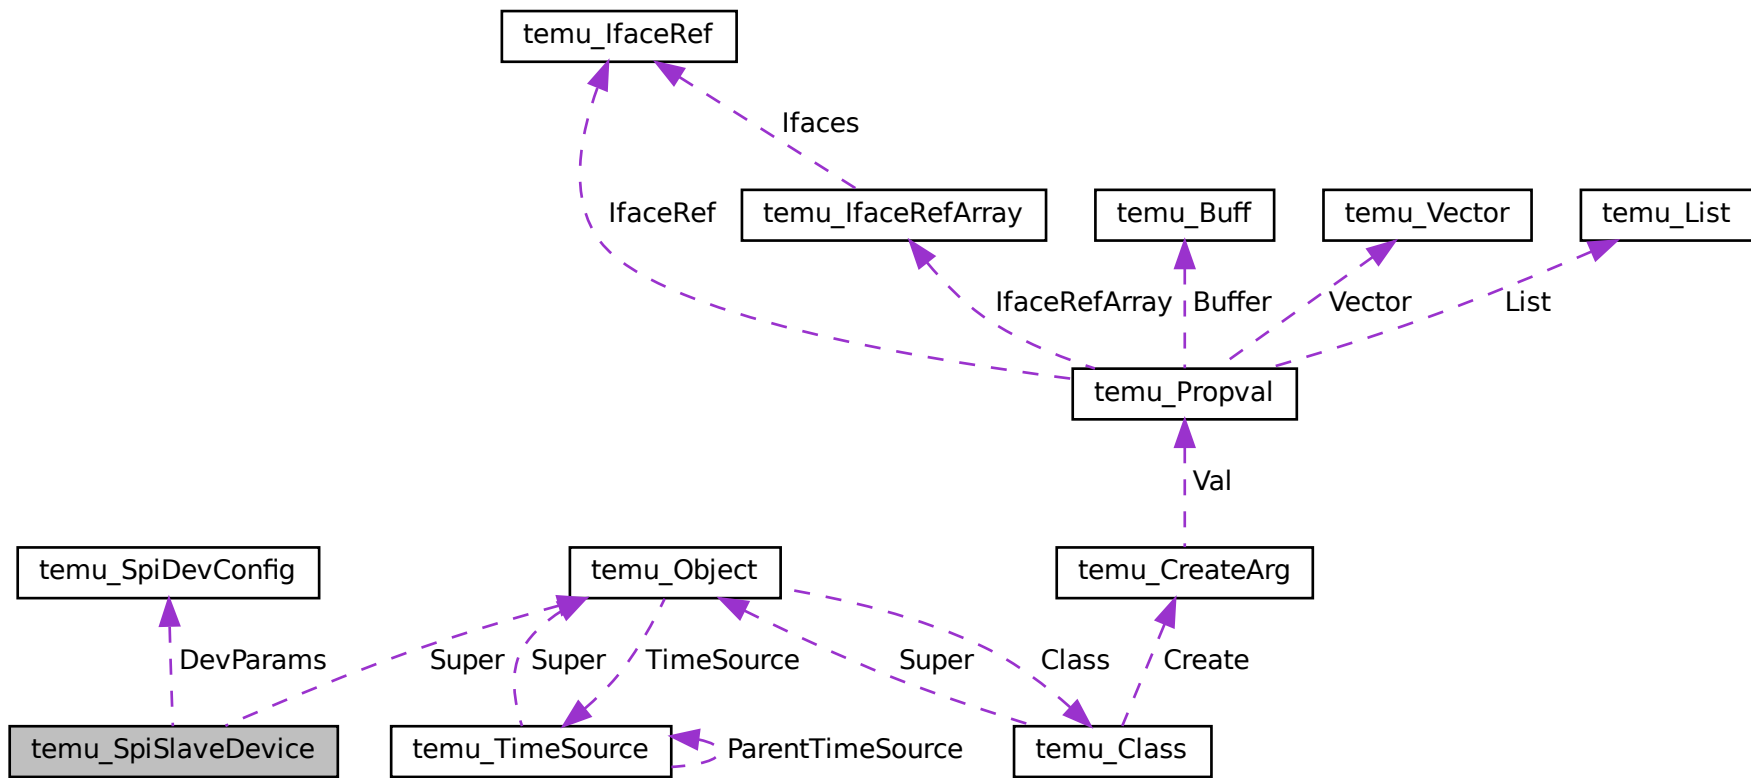 temu_IfaceRef
Ifaces
IfaceRef
temu_IfaceRefArray
temu_Buff
temu_Vector
temu_List
IfaceRefArray
Buffer
Vector
List
temu_Propval
Val
temu_SpiDevConfig
temu_Object
temu_CreateArg
DevParams
Super
Super
TimeSource
Super
Class
Create
temu_SpiSlaveDevice
temu_TimeSource
ParentTimeSource
temu_Class